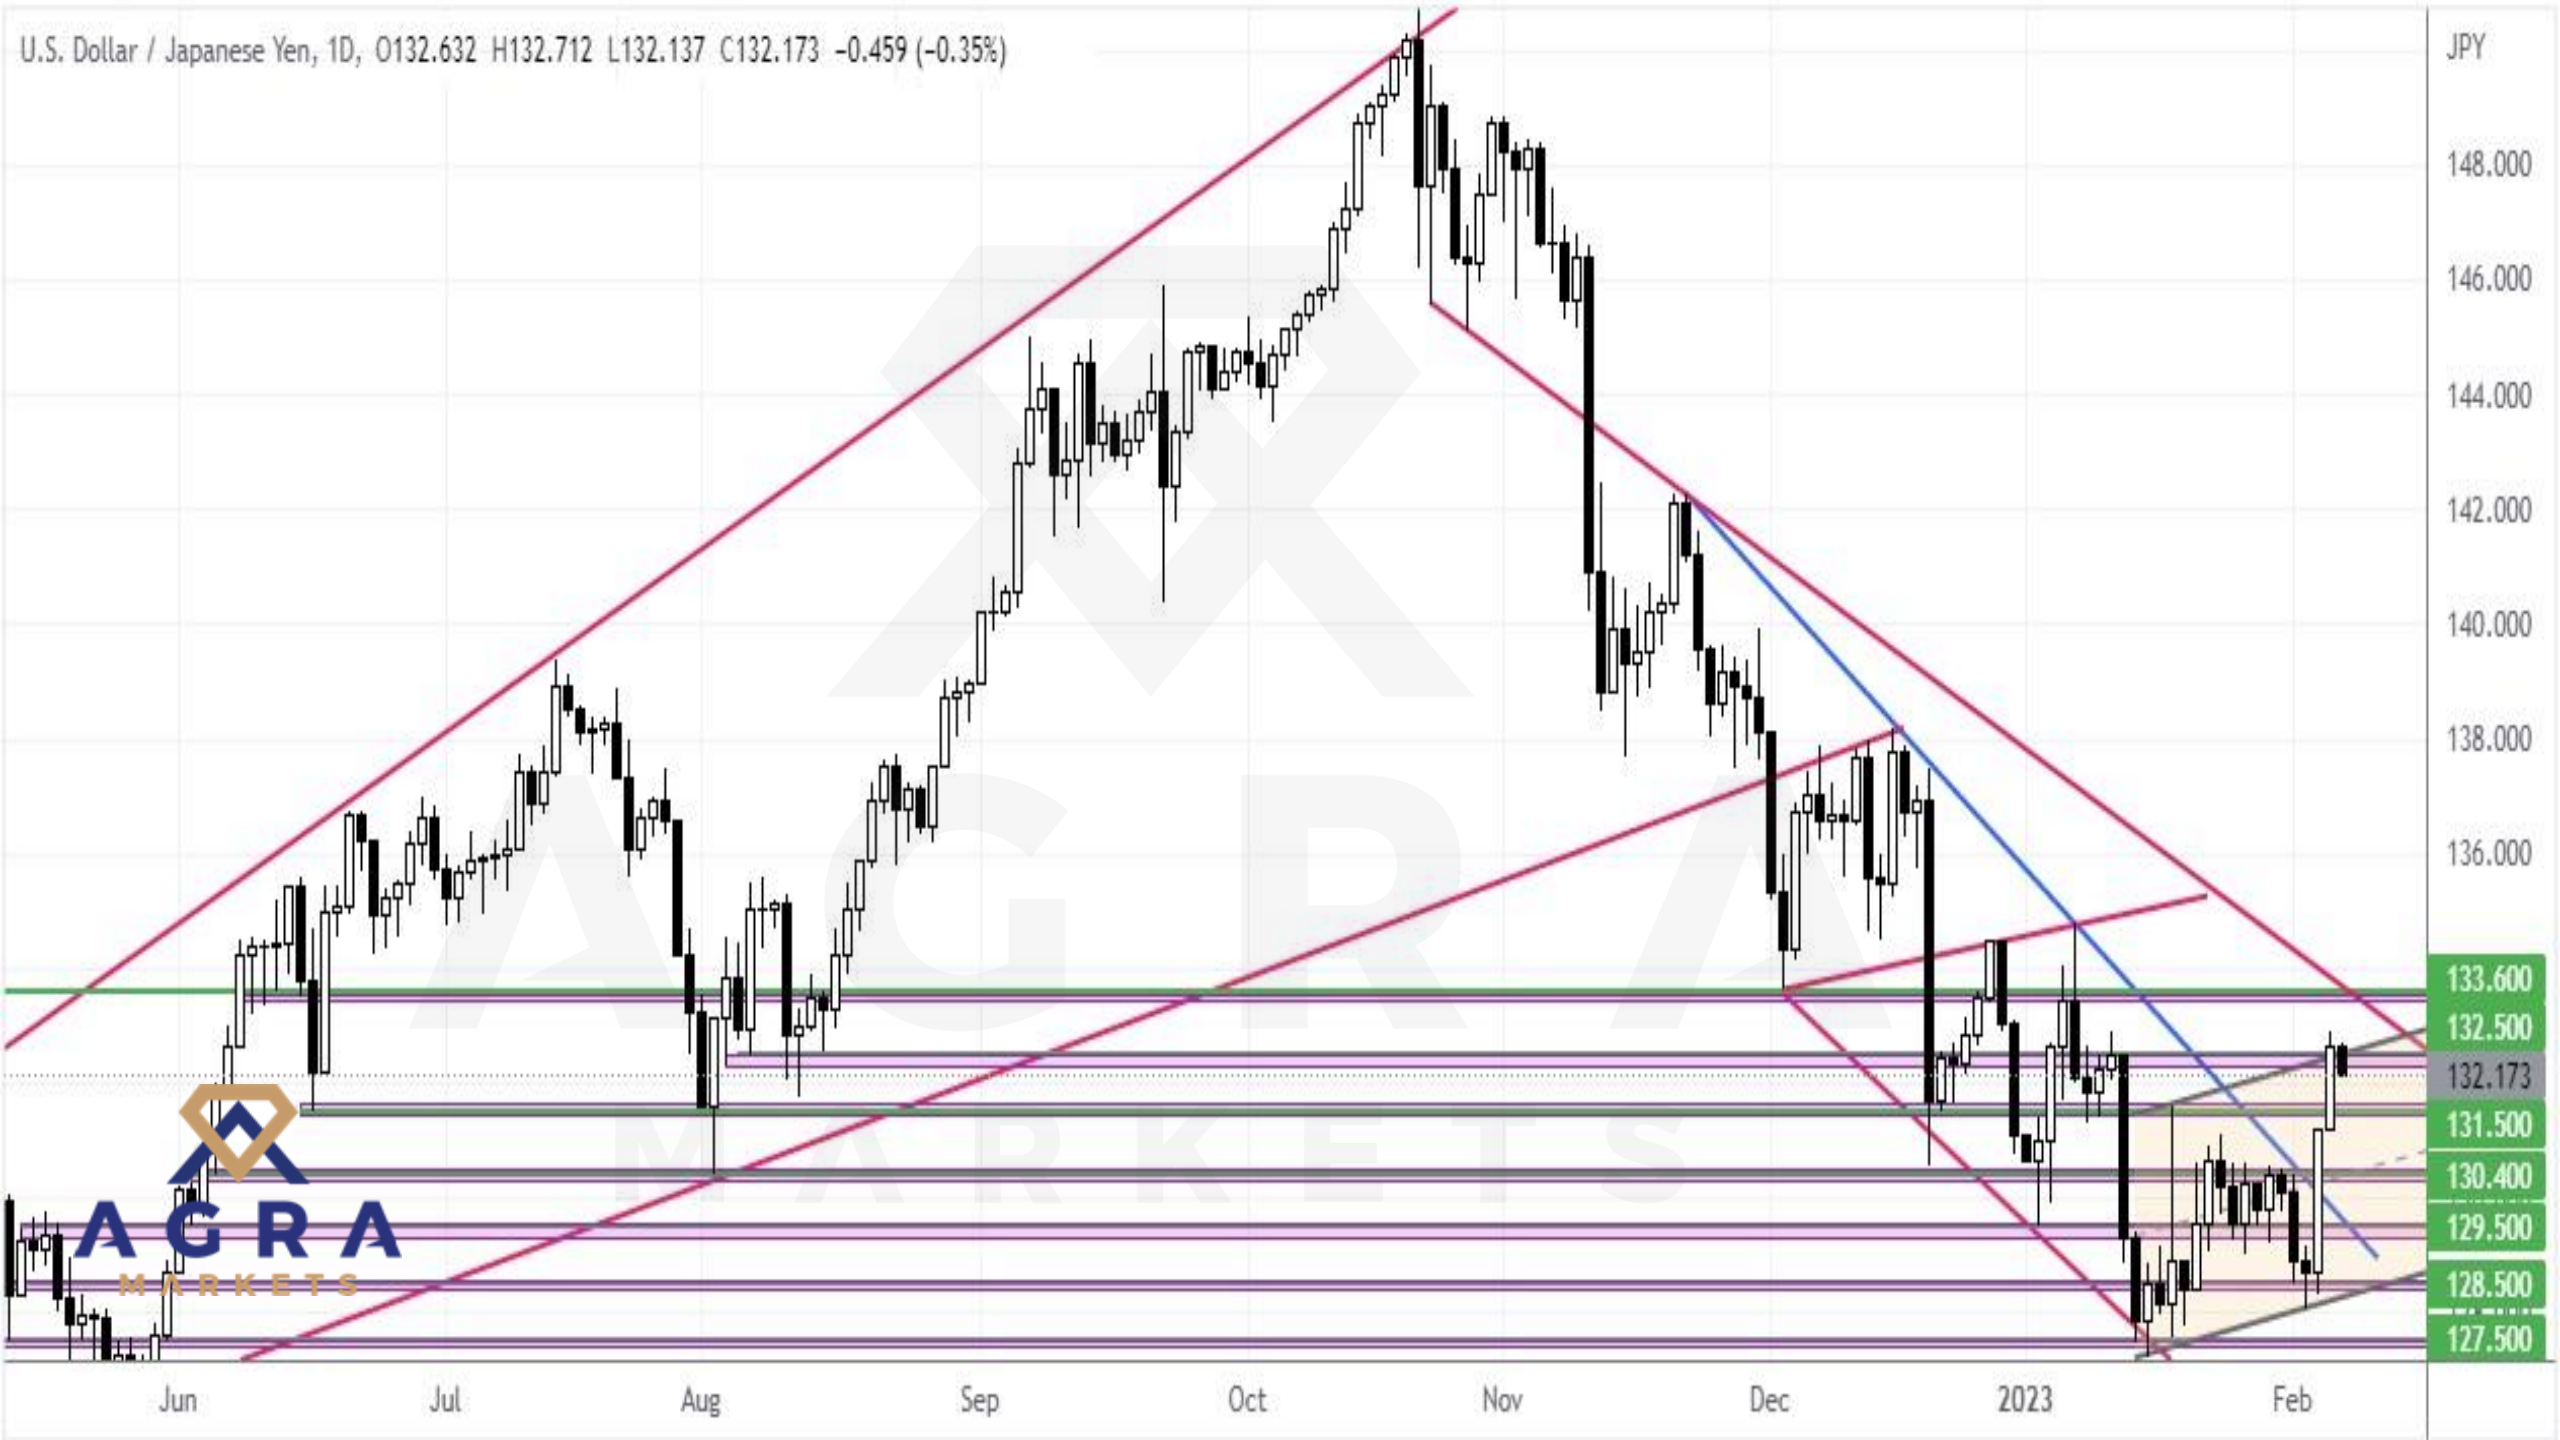 U.S. Dollar / Japanese Yen, 1D, O132.632 H132.712 L132.137 C132.173 −0.459 (−0.35%)
JPY
148.000
146.000
144.000
142.000
140.000
138.000
136.000
133.600
132.500
132.173
131.500
130.400
129.500
128.500
127.500
AGRA
MARKETS
AGRA
MARKETS
Jun Jul Aug Sep Oct Nov Dec 2023 Feb